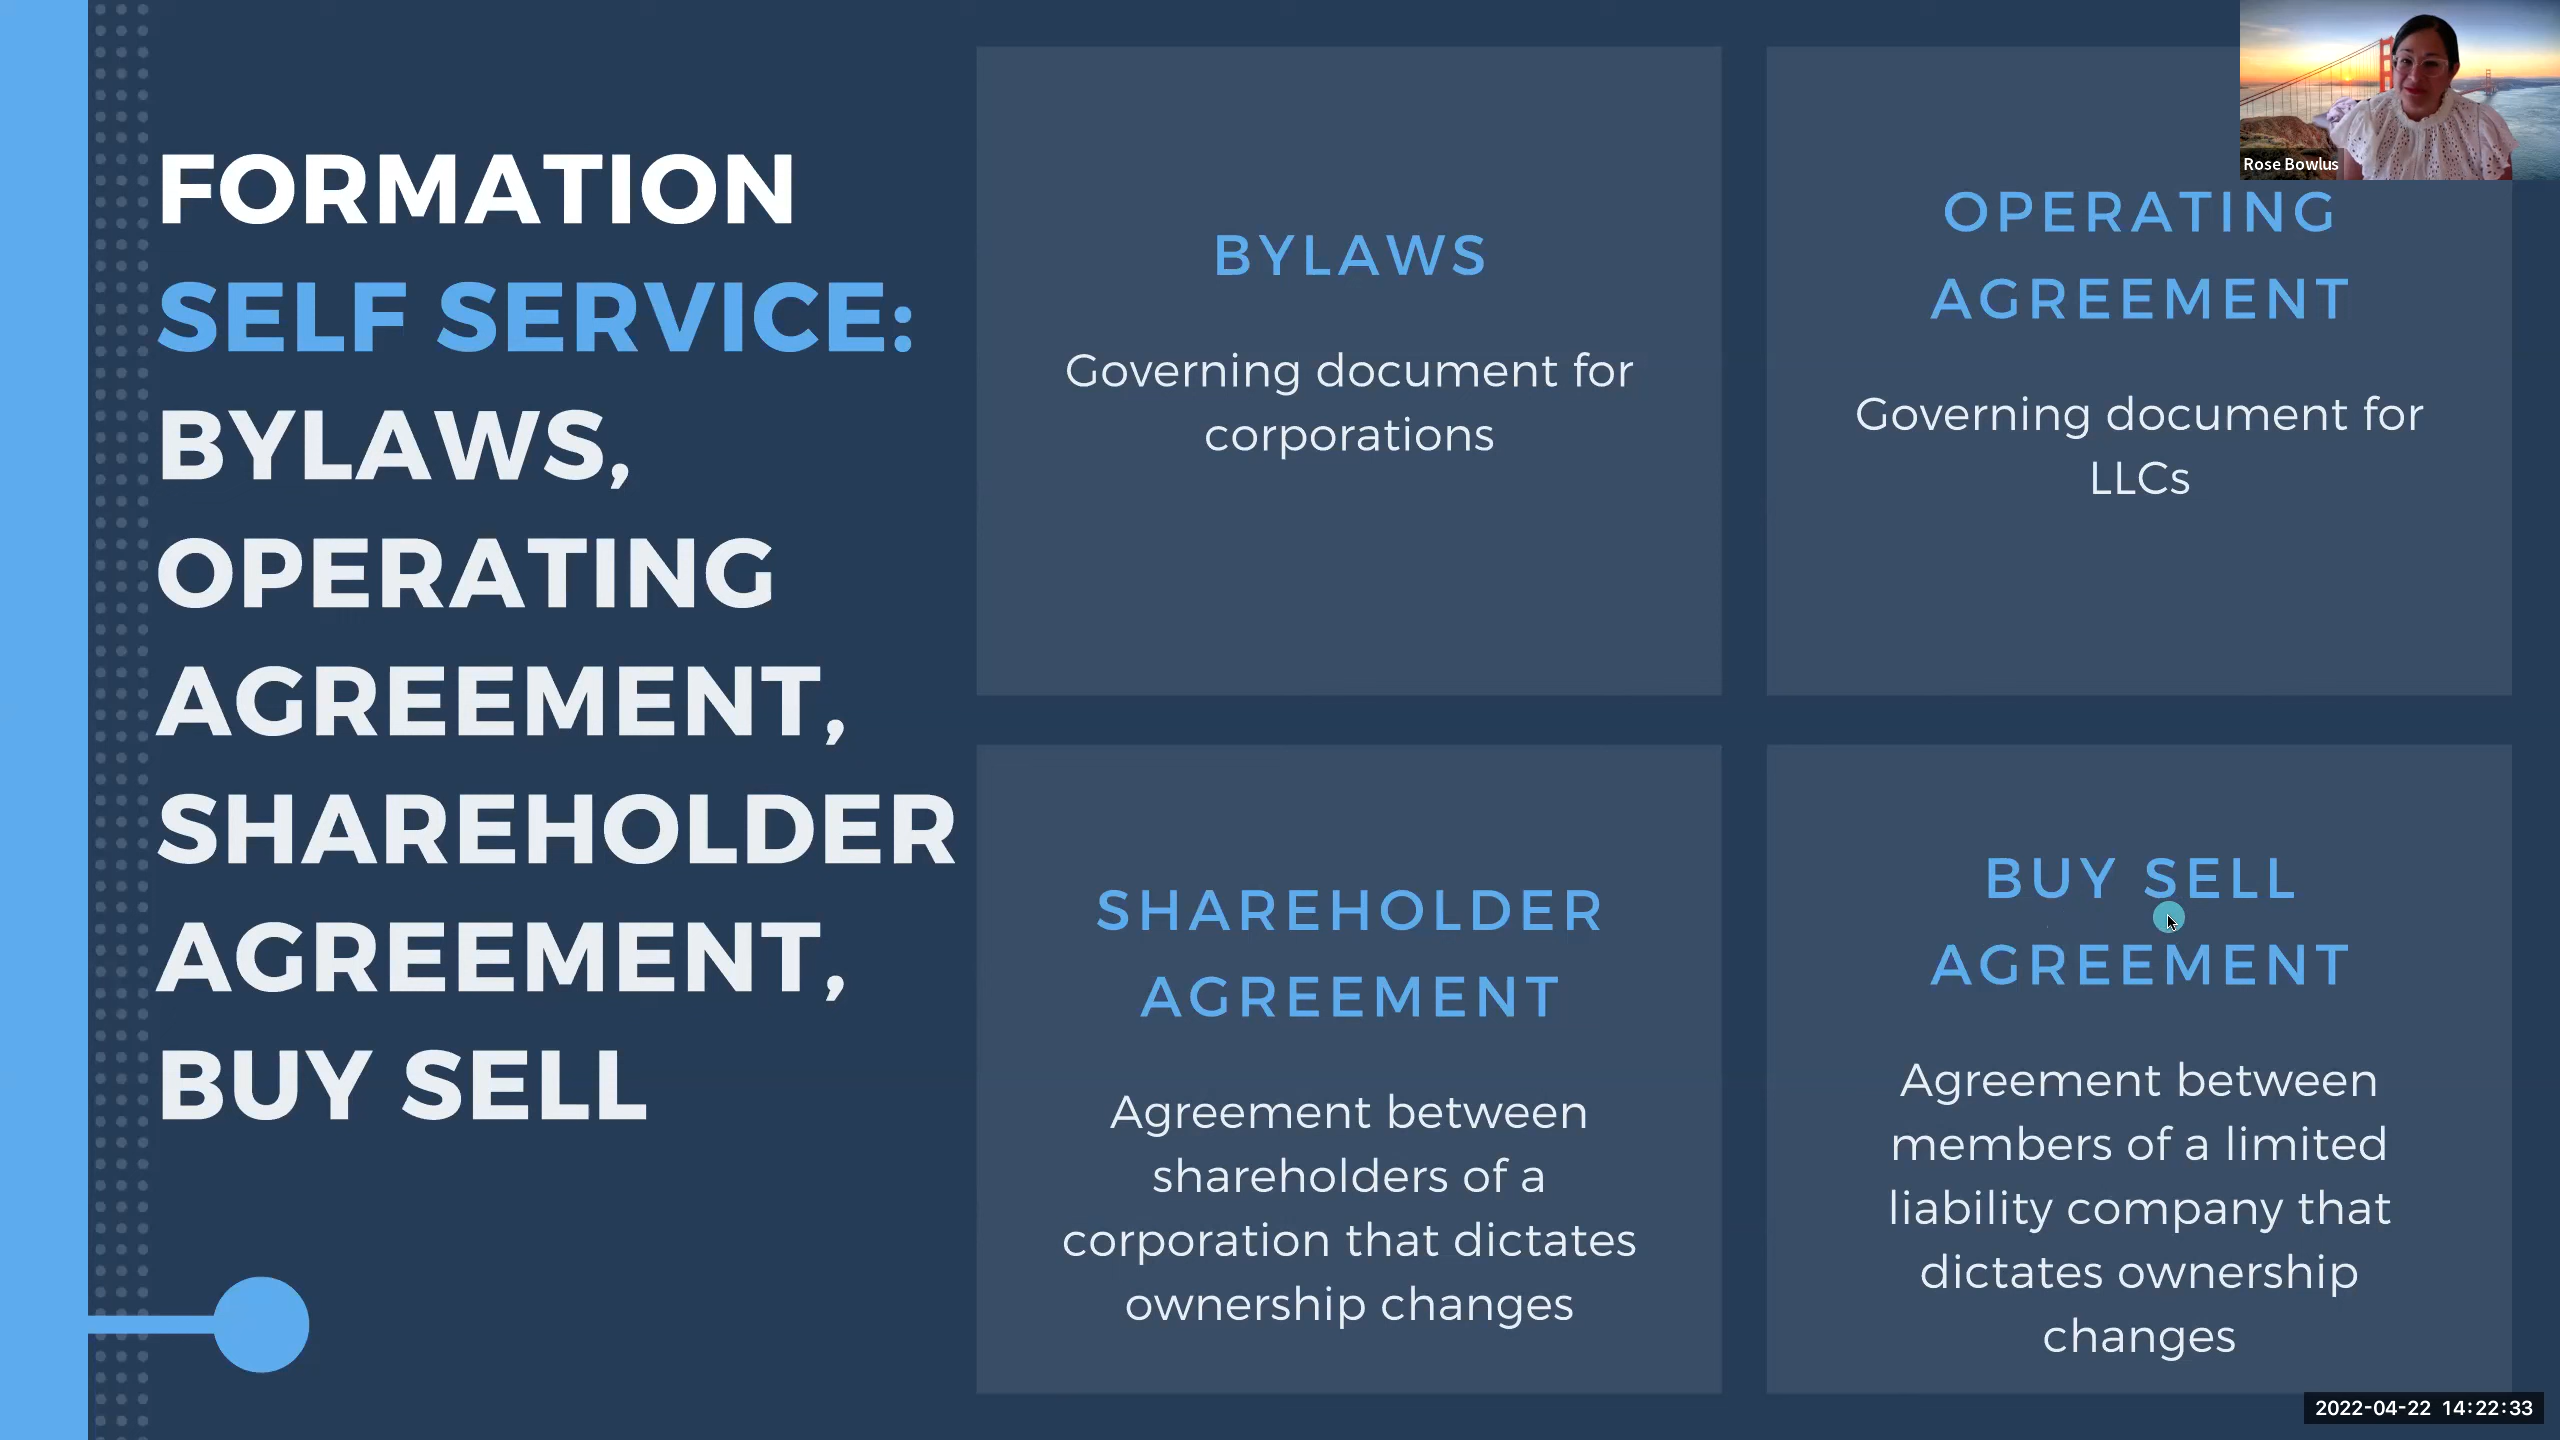 FORMATION
SELF SERVICE:
BYLAWS,
OPERATING
AGREEMENT,
SHAREHOLDER
AGREEMENT,
BUY SELL
BYLAWS
Governing document for
corporations
OPERATING
AGREEMENT
Governing document for
LLCs
SHAREHOLDER
AGREEMENT
Agreement between
shareholders of a
corporation that dictates
ownership changes
BUY SELL
AGREEMENT
Agreement between
members of a limited
liability company that
dictates ownership
changes
Rose Bowlus
2022-04-22 14:22:33